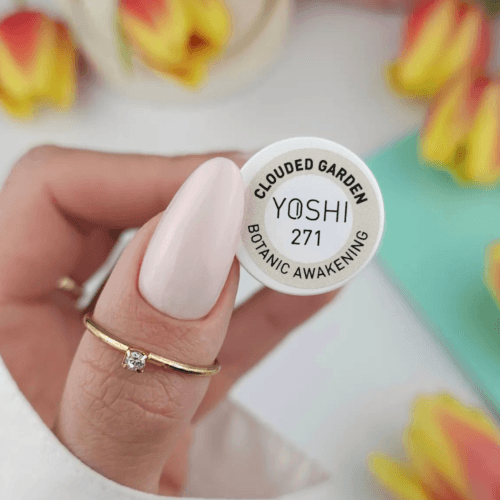 CLOUDED GARDEN
YOSHI
271
BOTANIC AWAKENING